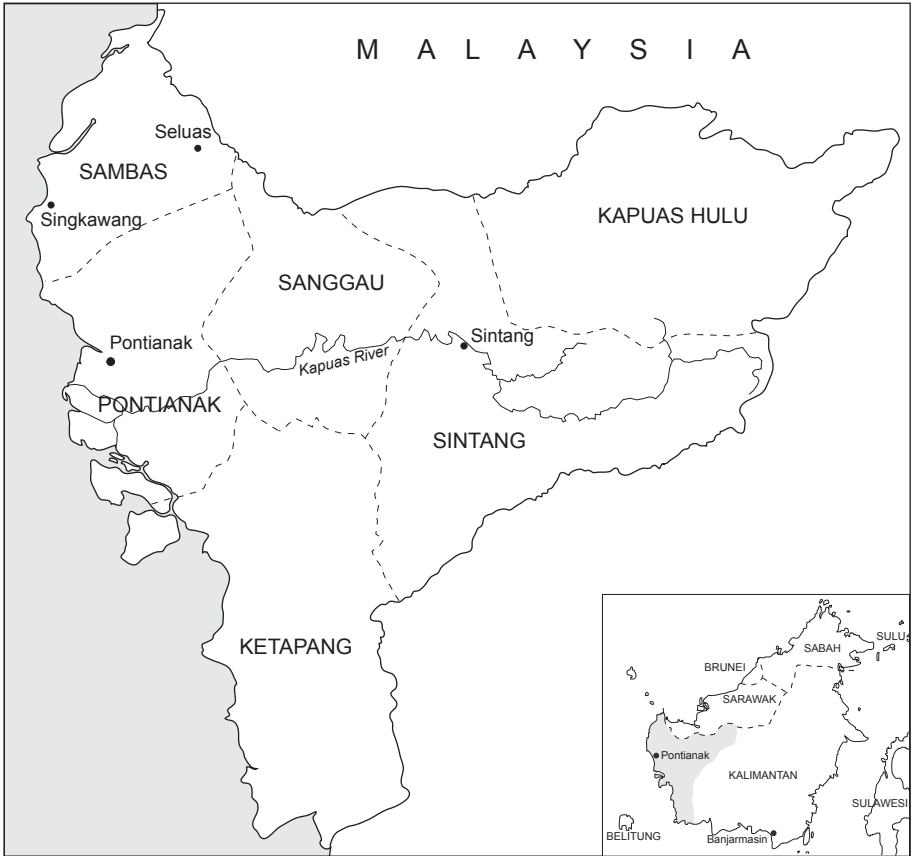 M A L A Y S I A
Seluas
SAMBAS
Singkawang
KAPUAS HULU
SANGGAU
Pontianak
Sintang
Kapuas River
PONTIANAK
SINTANG
KETAPANG
SULU
SABAH
BRUNEI
SARAWAK
Pontianak
KALIMANTAN
SULAWESI
BELITUNG
Banjarmasin